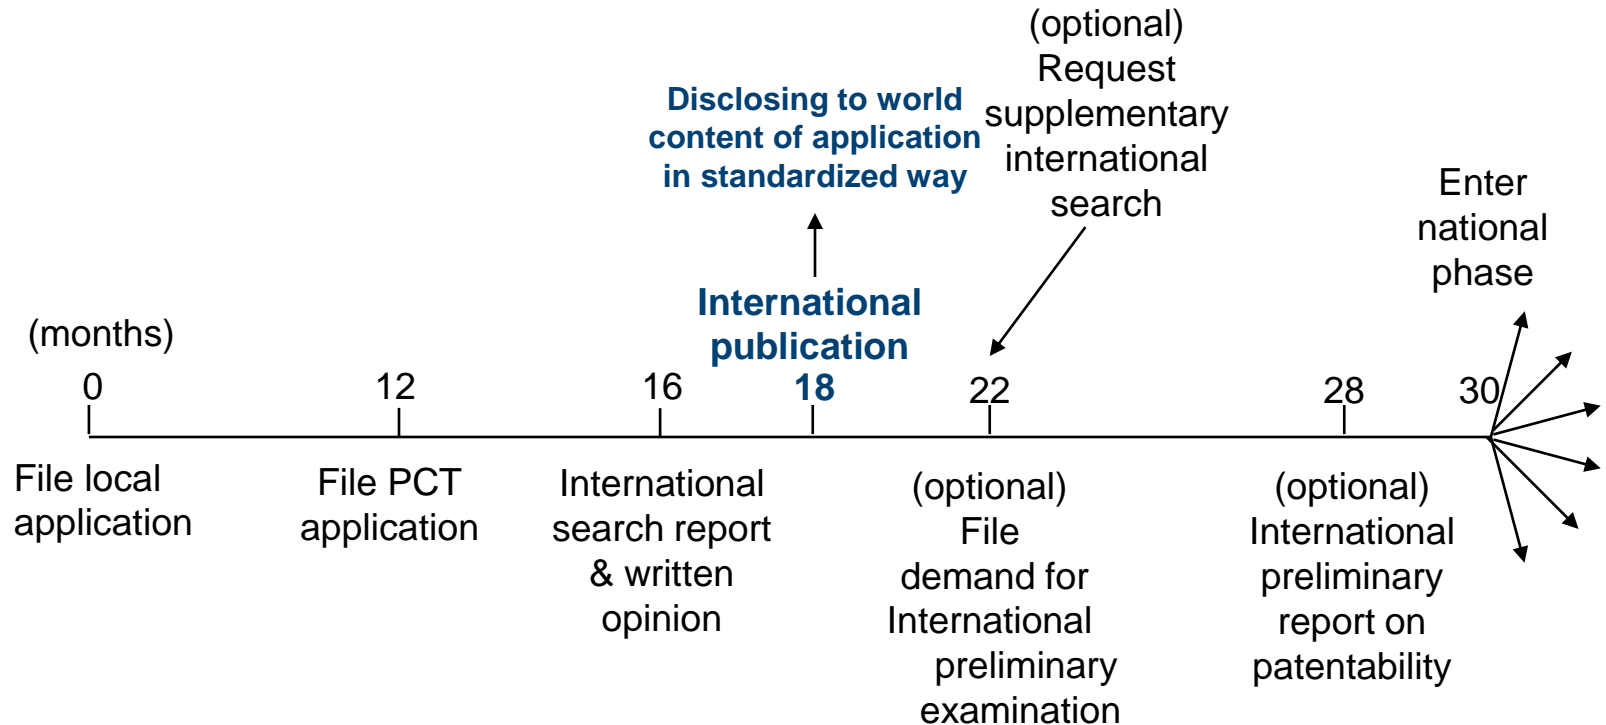 (optional)
Request
supplementary
international
search
Disclosing to world
content of application
in standardized way
Enter
national
phase
International
publication
(months)
0
12
16
18
22
28
30
File local
application
File PCT
application
International
search report
& written
opinion
(optional)
File
demand for
International
preliminary
examination
(optional)
International
preliminary
report on
patentability